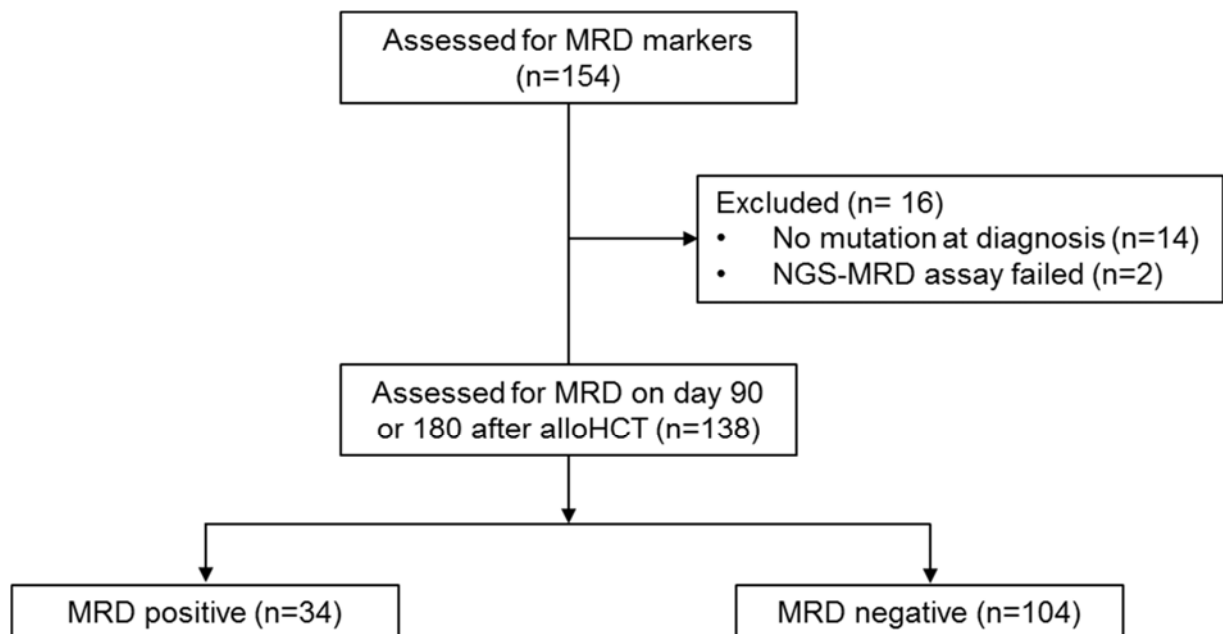 Assessed for MRD markers
(n=154)
Excluded (n= 16)
• No mutation at diagnosis (n=14)
• NGS-MRD assay failed (n=2)
Assessed for MRD on day 90
or 180 after alloHCT (n=138)
MRD positive (n=34)
MRD negative (n=104)